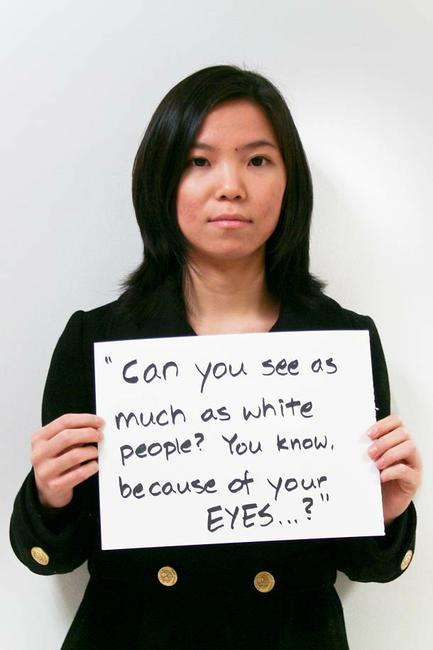 "Can you see as
much as white
people? You know,
because of your
EYES...?"